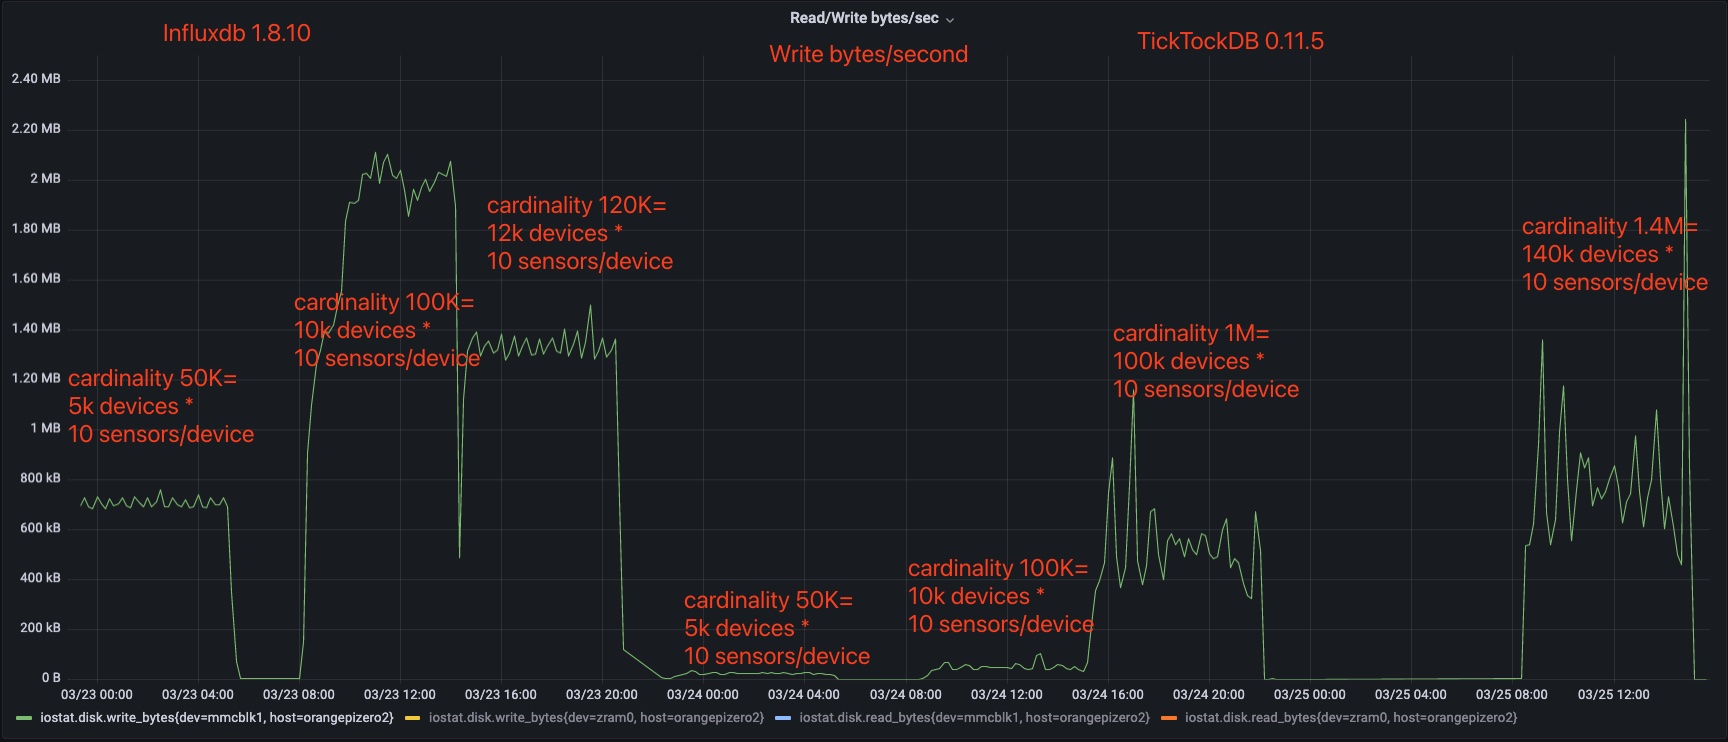 Read/Write bytes/sec
Influxdb 1.8.10
Write bytes/second
TickTockDB 0.11.5
2.40 MB
2.20 MB
2 MB
1.80 MB
1.60 MB
1.40 MB
1.20 MB
1 MB
800 kB
600 kB
400 kB
200 kB
0 B
cardinality 50K=
5k devices *
10 sensors/device
cardinality 100K=
10k devices *
10 sensors/device
cardinality 120K=
12k devices *
10 sensors/device
cardinality 50K=
5k devices *
10 sensors/device
cardinality 100K=
10k devices *
10 sensors/device
cardinality 1M=
100k devices *
10 sensors/device
cardinality 1.4M=
140k devices *
10 sensors/device
03/23 00:00 03/23 04:00 03/23 08:00 03/23 12:00 03/23 16:00 03/23 20:00 03/24 00:00 03/24 04:00 03/24 08:00 03/24 12:00 03/24 16:00 03/24 20:00 03/25 00:00 03/25 04:00 03/25 08:00 03/25 12:00
iostat.disk.write_bytes{dev=mmcblk1, host=orangepizero2} iostat.disk.write_bytes{dev=zram0, host=orangepizero2} iostat.disk.read_bytes{dev=mmcblk1, host=orangepizero2} iostat.disk.read_bytes{dev=zram0, host=orangepizero2}